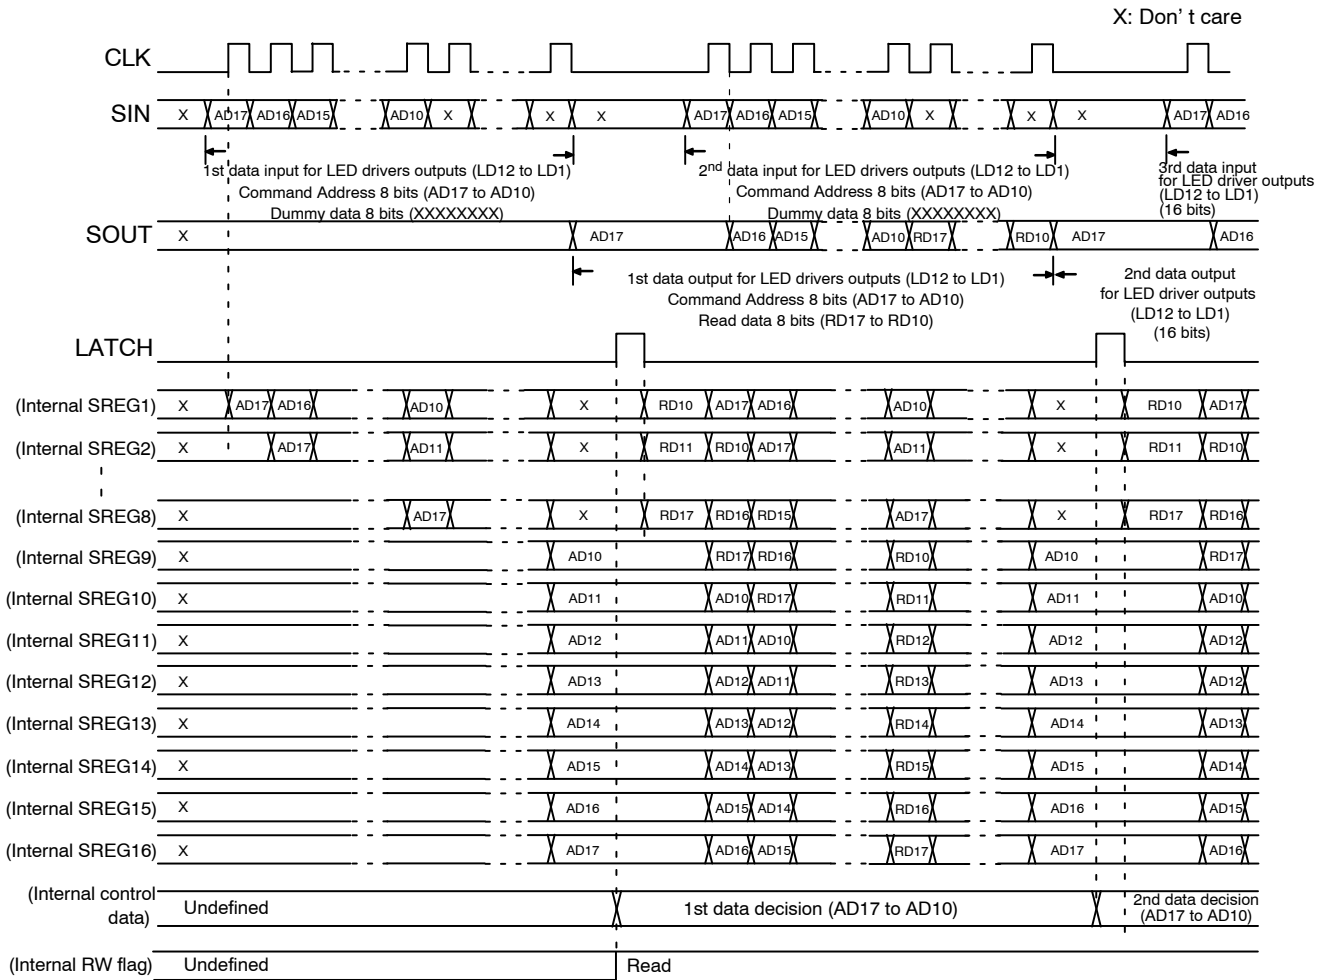 X: Don' t care
CLK
SIN X AD17 AD16 AD15 AD10 X X X AD17 AD16 AD15 AD10 X X X AD17 AD16
1st data input for LED drivers outputs (LD12 to LD1)
Command Address 8 bits (AD17 to AD10)
Dummy data 8 bits (XXXXXXXX)
2nd data input for LED drivers outputs (LD12 to LD1)
Command Address 8 bits (AD17 to AD10)
Dummy data 8 bits (XXXXXXXX)
3rd data input
for LED driver outputs
(LD12 to LD1)
(16 bits)
SOUT X AD17 AD16 AD15 AD10 RD17 RD10 AD17 AD16
1st data output for LED drivers outputs (LD12 to LD1)
Command Address 8 bits (AD17 to AD10)
Read data 8 bits (RD17 to RD10)
2nd data output
for LED driver outputs
(LD12 to LD1)
(16 bits)
LATCH
(Internal SREG1) X AD17 AD16 AD10 X RD10 AD17 AD16 AD10 X RD10 AD17
(Internal SREG2) X AD17 AD11 X RD11 RD10 AD17 AD11 X RD11 RD10
(Internal SREG8) X AD17 X RD17 RD16 RD15 AD17 X RD17 RD16
(Internal SREG9) X AD10 RD17 RD16 RD10 AD10 RD17
(Internal SREG10) X AD11 AD10 RD17 RD11 AD11 AD10
(Internal SREG11) X AD12 AD11 AD10 RD12 AD12 AD12
(Internal SREG12) X AD13 AD12 AD11 RD13 AD13 AD12
(Internal SREG13) X AD14 AD13 AD12 RD14 AD14 AD13
(Internal SREG14) X AD15 AD14 AD13 RD15 AD15 AD14
(Internal SREG15) X AD16 AD15 AD14 RD16 AD16 AD15
(Internal SREG16) X AD17 AD16 AD15 RD17 AD17 AD16
(Internal control
data)
Undefined
1st data decision (AD17 to AD10)
2nd data decision
(AD17 to AD10)
(Internal RW flag) Undefined Read